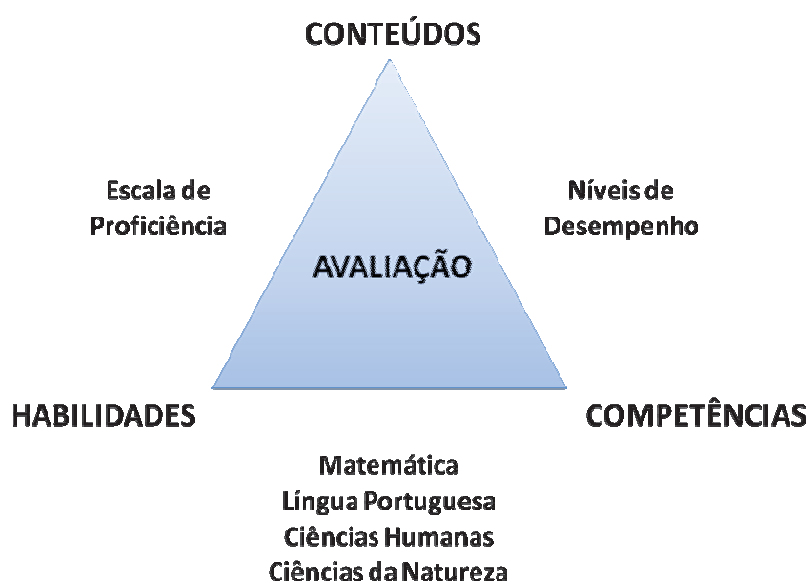 CONTEÚDOS
Escala de
Proficiência
Níveis de
Desempenho
AVALIAÇÃO
HABILIDADES
COMPETÊNCIAS
Matemática
Língua Portuguesa
Ciências Humanas
Ciências da Natureza